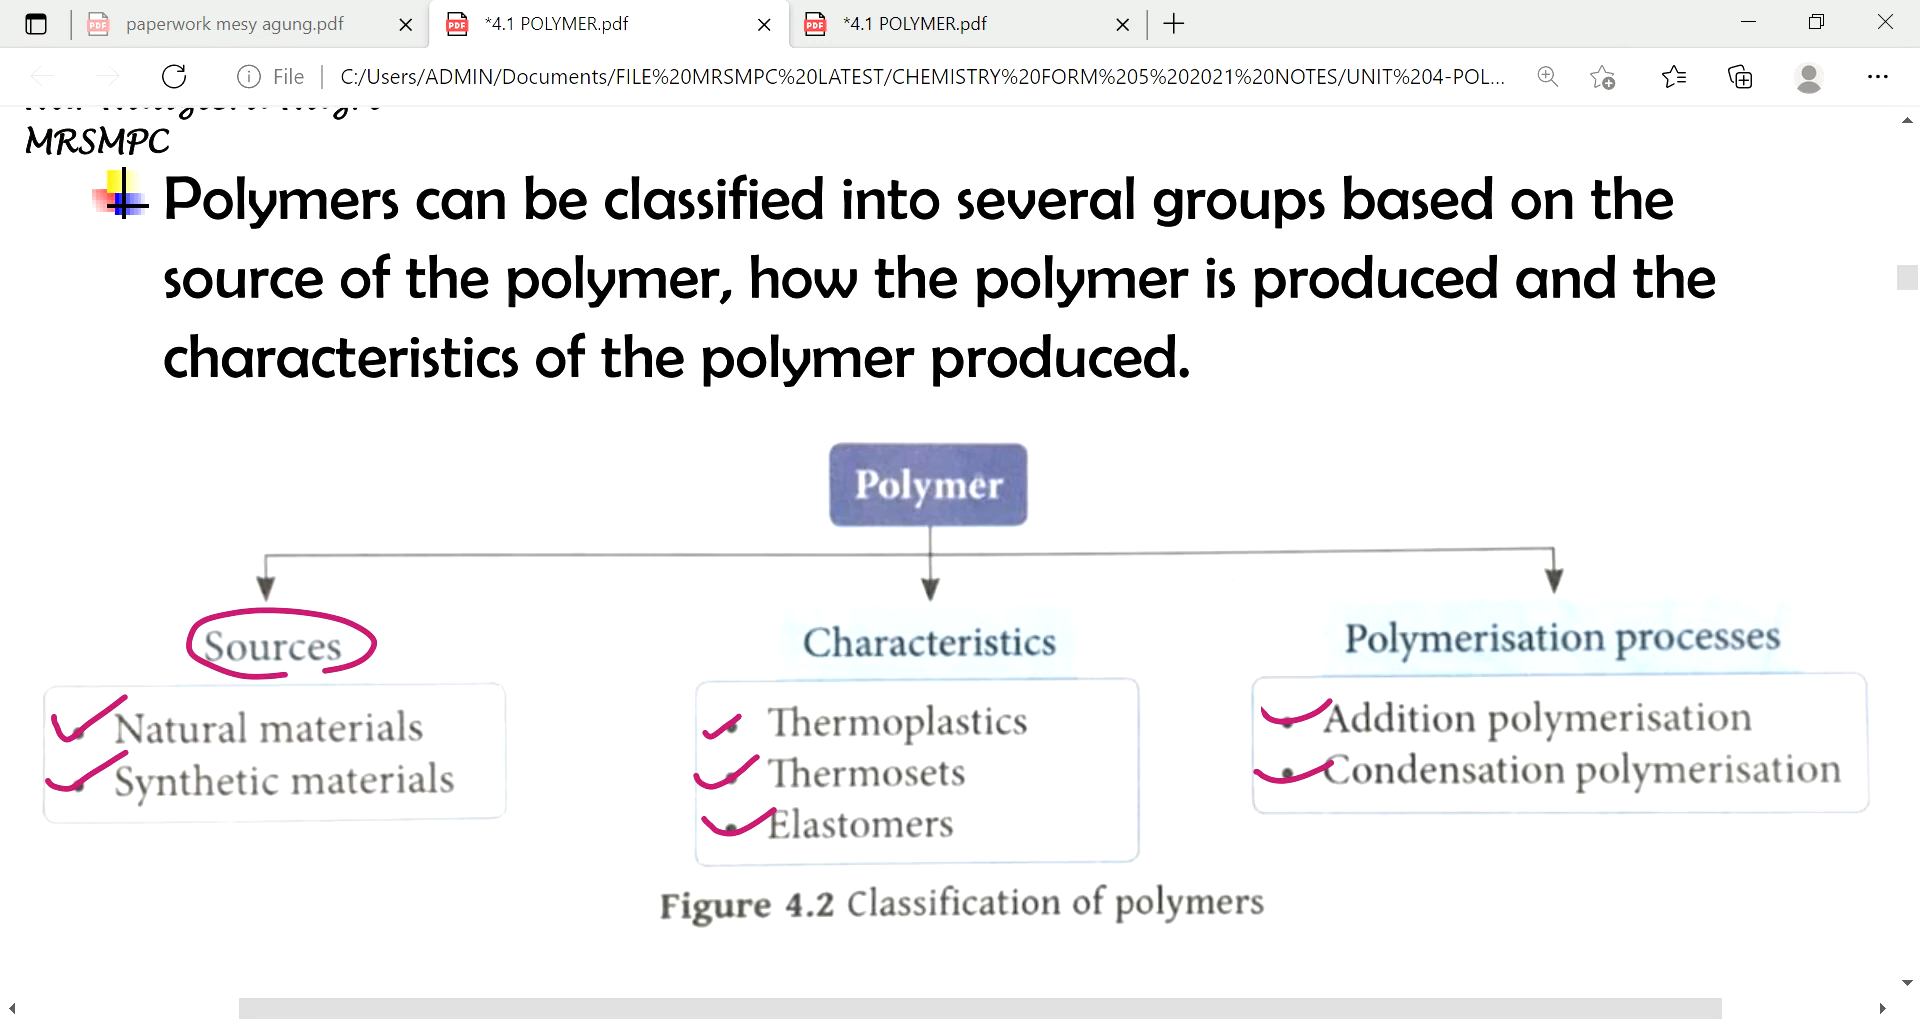 paperwork mesy agung.pdf
*4.1 POLYMER.pdf
*4.1 POLYMER.pdf
File
C:/Users/ADMIN/Documents/FILE%20MRSMPC%20LATEST/CHEMISTRY%20FORM%205%202021%20NOTES/UNIT%204-POL...
MRSMPC
Polymers can be classified into several groups based on the
source of the polymer, how the polymer is produced and the
characteristics of the polymer produced.
Polymer
Sources
Natural materials
Synthetic materials
Characteristics
Thermoplastics
Thermosets
Elastomers
Polymerisation processes
Addition polymerisation
Condensation polymerisation
Figure 4.2 Classification of polymers